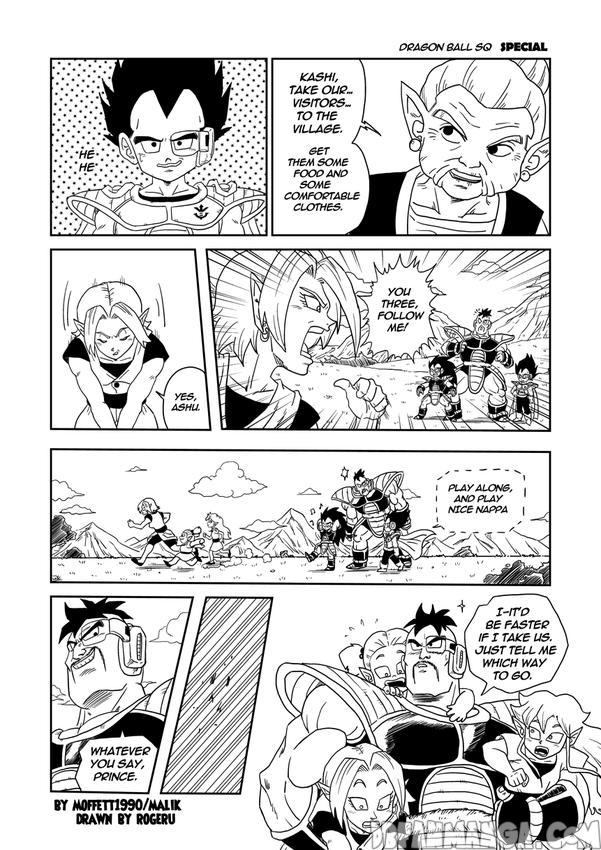 DRAGON BALL SQ SPECIAL
HE
HE
KASHI,
TAKE OUR...
VISITORS...
TO THE
VILLAGE.
GET
THEM SOME
FOOD AND
SOME
COMFORTABLE
CLOTHES.
YES,
ASHU.
YOU
THREE,
FOLLOW
ME!
PLAY ALONG,
AND PLAY
NICE NAPPA
WHATEVER
YOU SAY,
PRINCE.
I-IT'D
BE FASTER
IF I TAKE US.
JUST TELL ME
WHICH WAY
TO GO.
BY MOFFETT1990/MALIK
DRAWN BY ROGERU
DBFANMANGA.COM